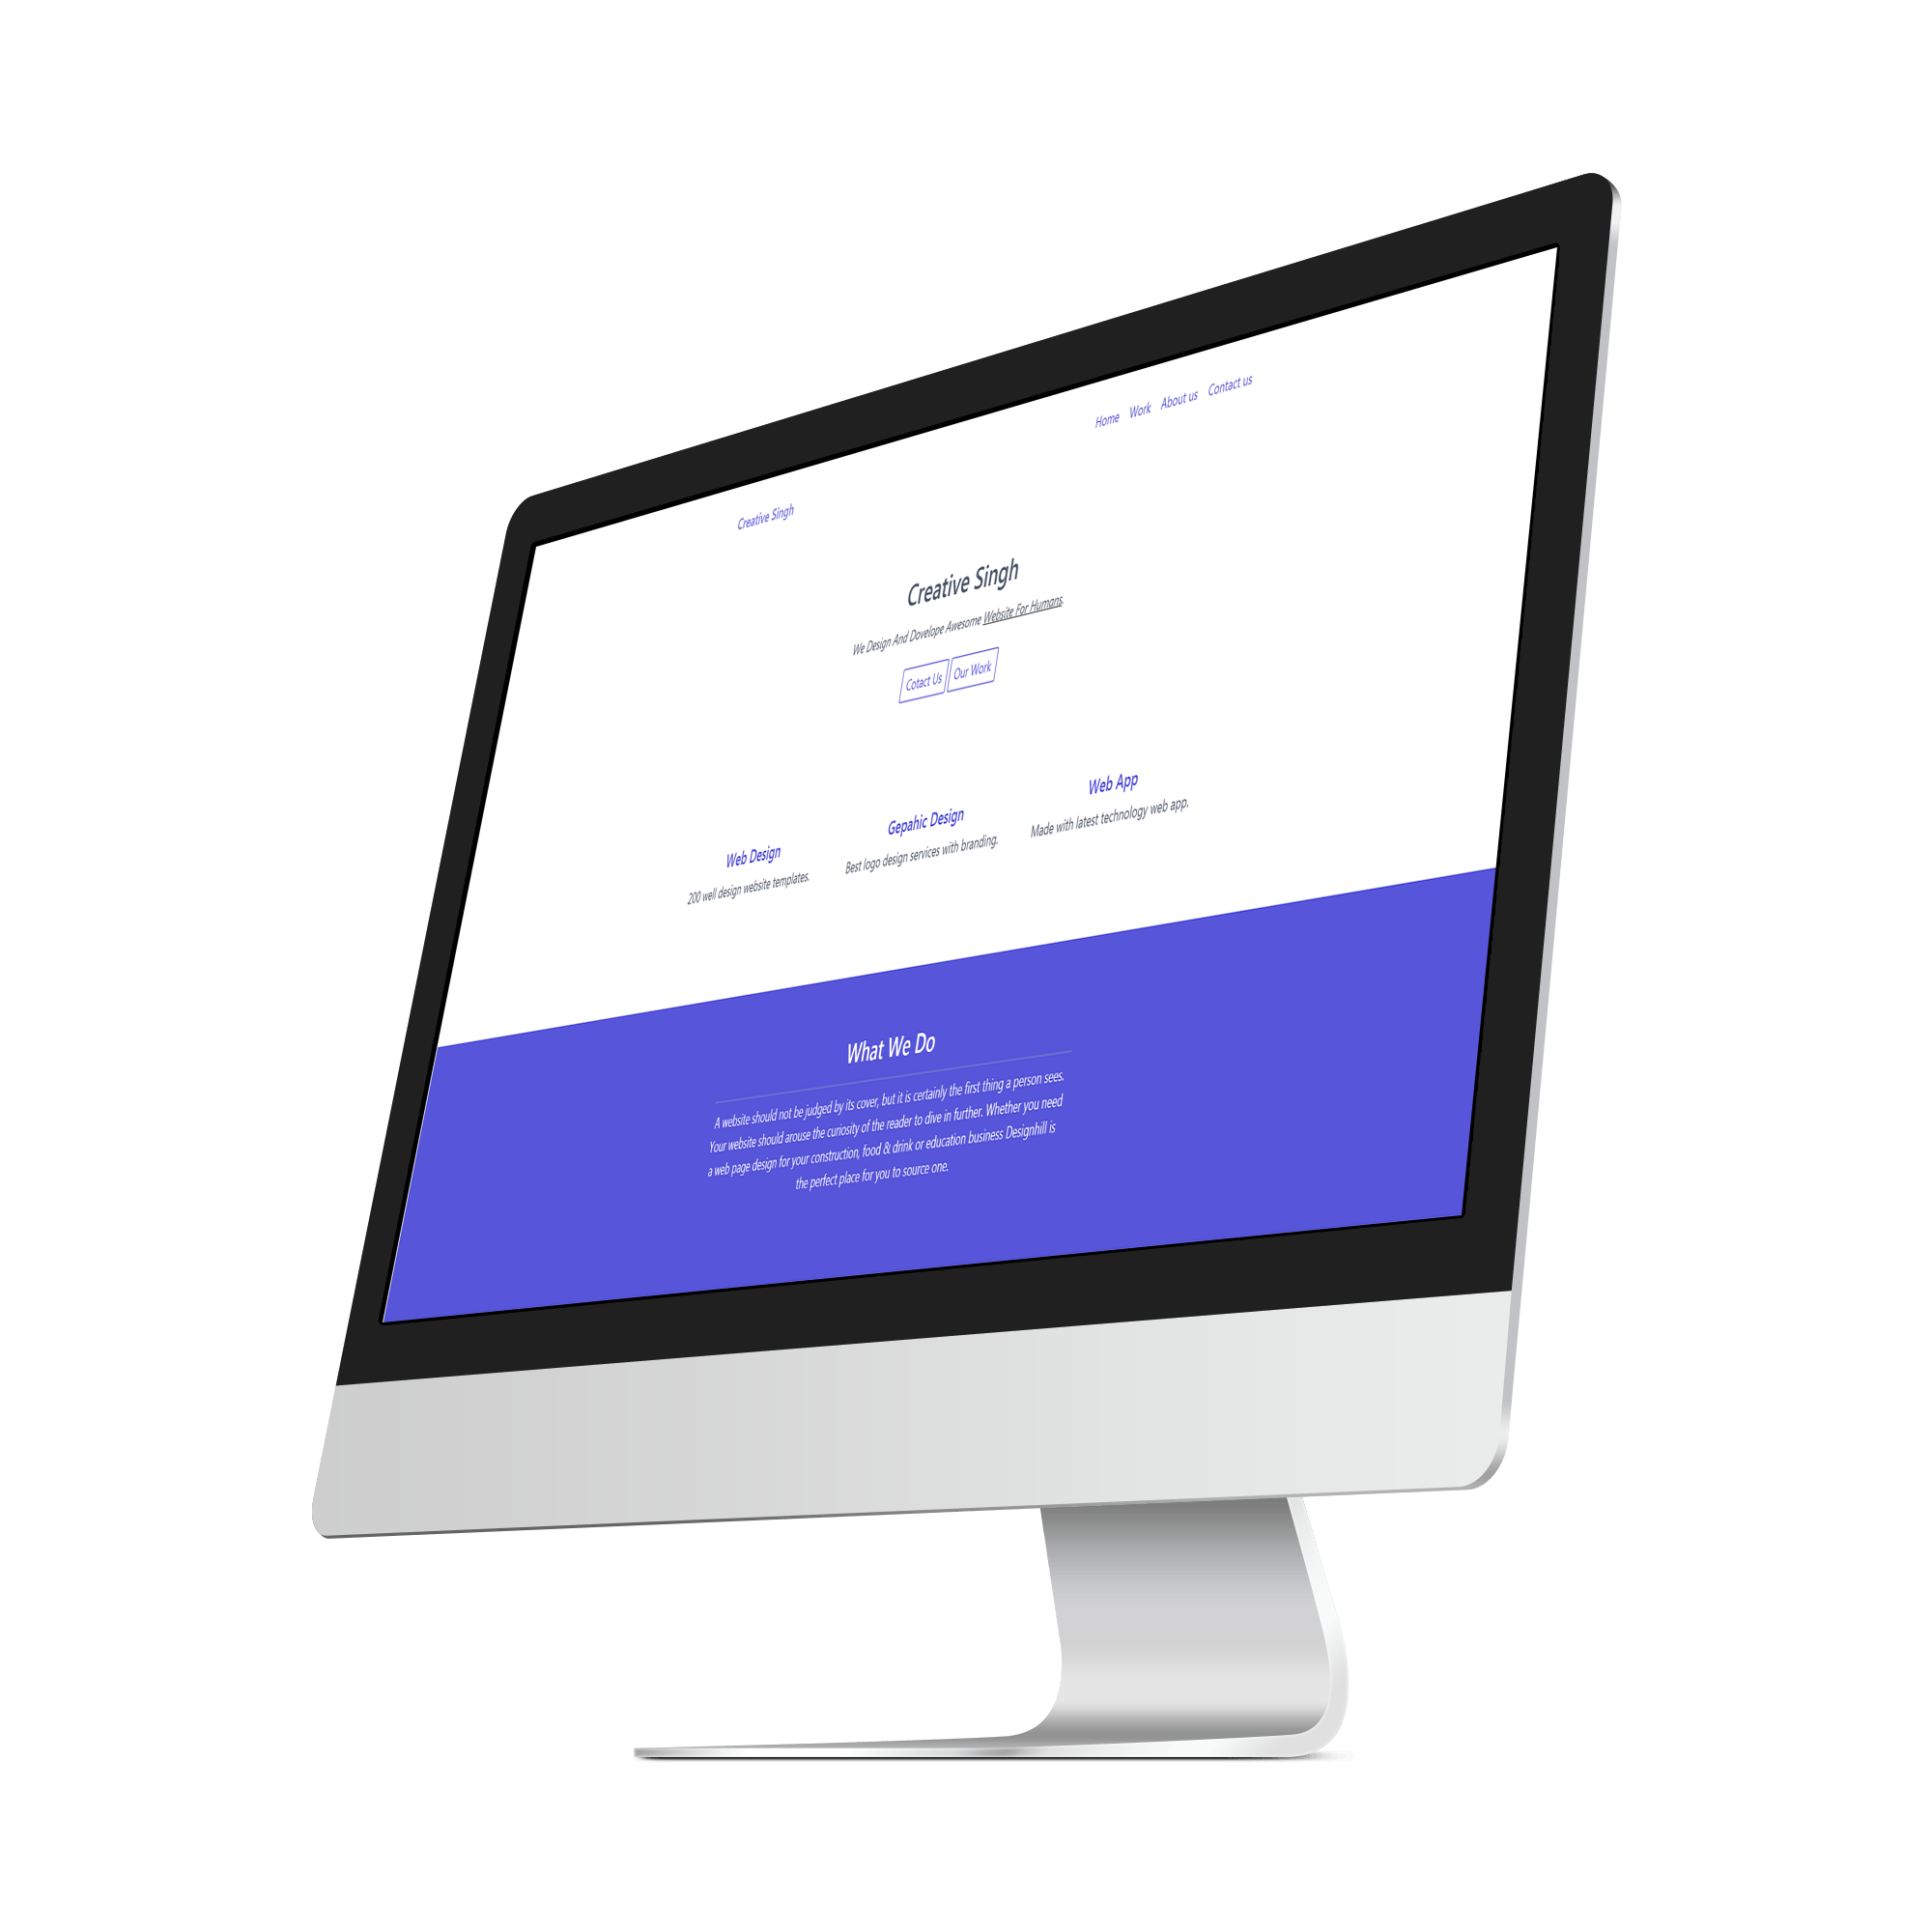 Creative Singh
Home Work About us Contact us
Creative Singh
We Design And Dovelope Awesome Website For Humans.
Cotact Us Our Work
Web Design
200 well design website templates.
Gepahic Design
Best logo design services with branding.
Web App
Made with latest technology web app.
What We Do
A website should not be judged by its cover, but it is certainly the first thing a person sees.
Your website should arouse the curiosity of the reader to dive in further. Whether you need
a web page design for your construction, food & drink or education business Designhill is
the perfect place for you to source one.